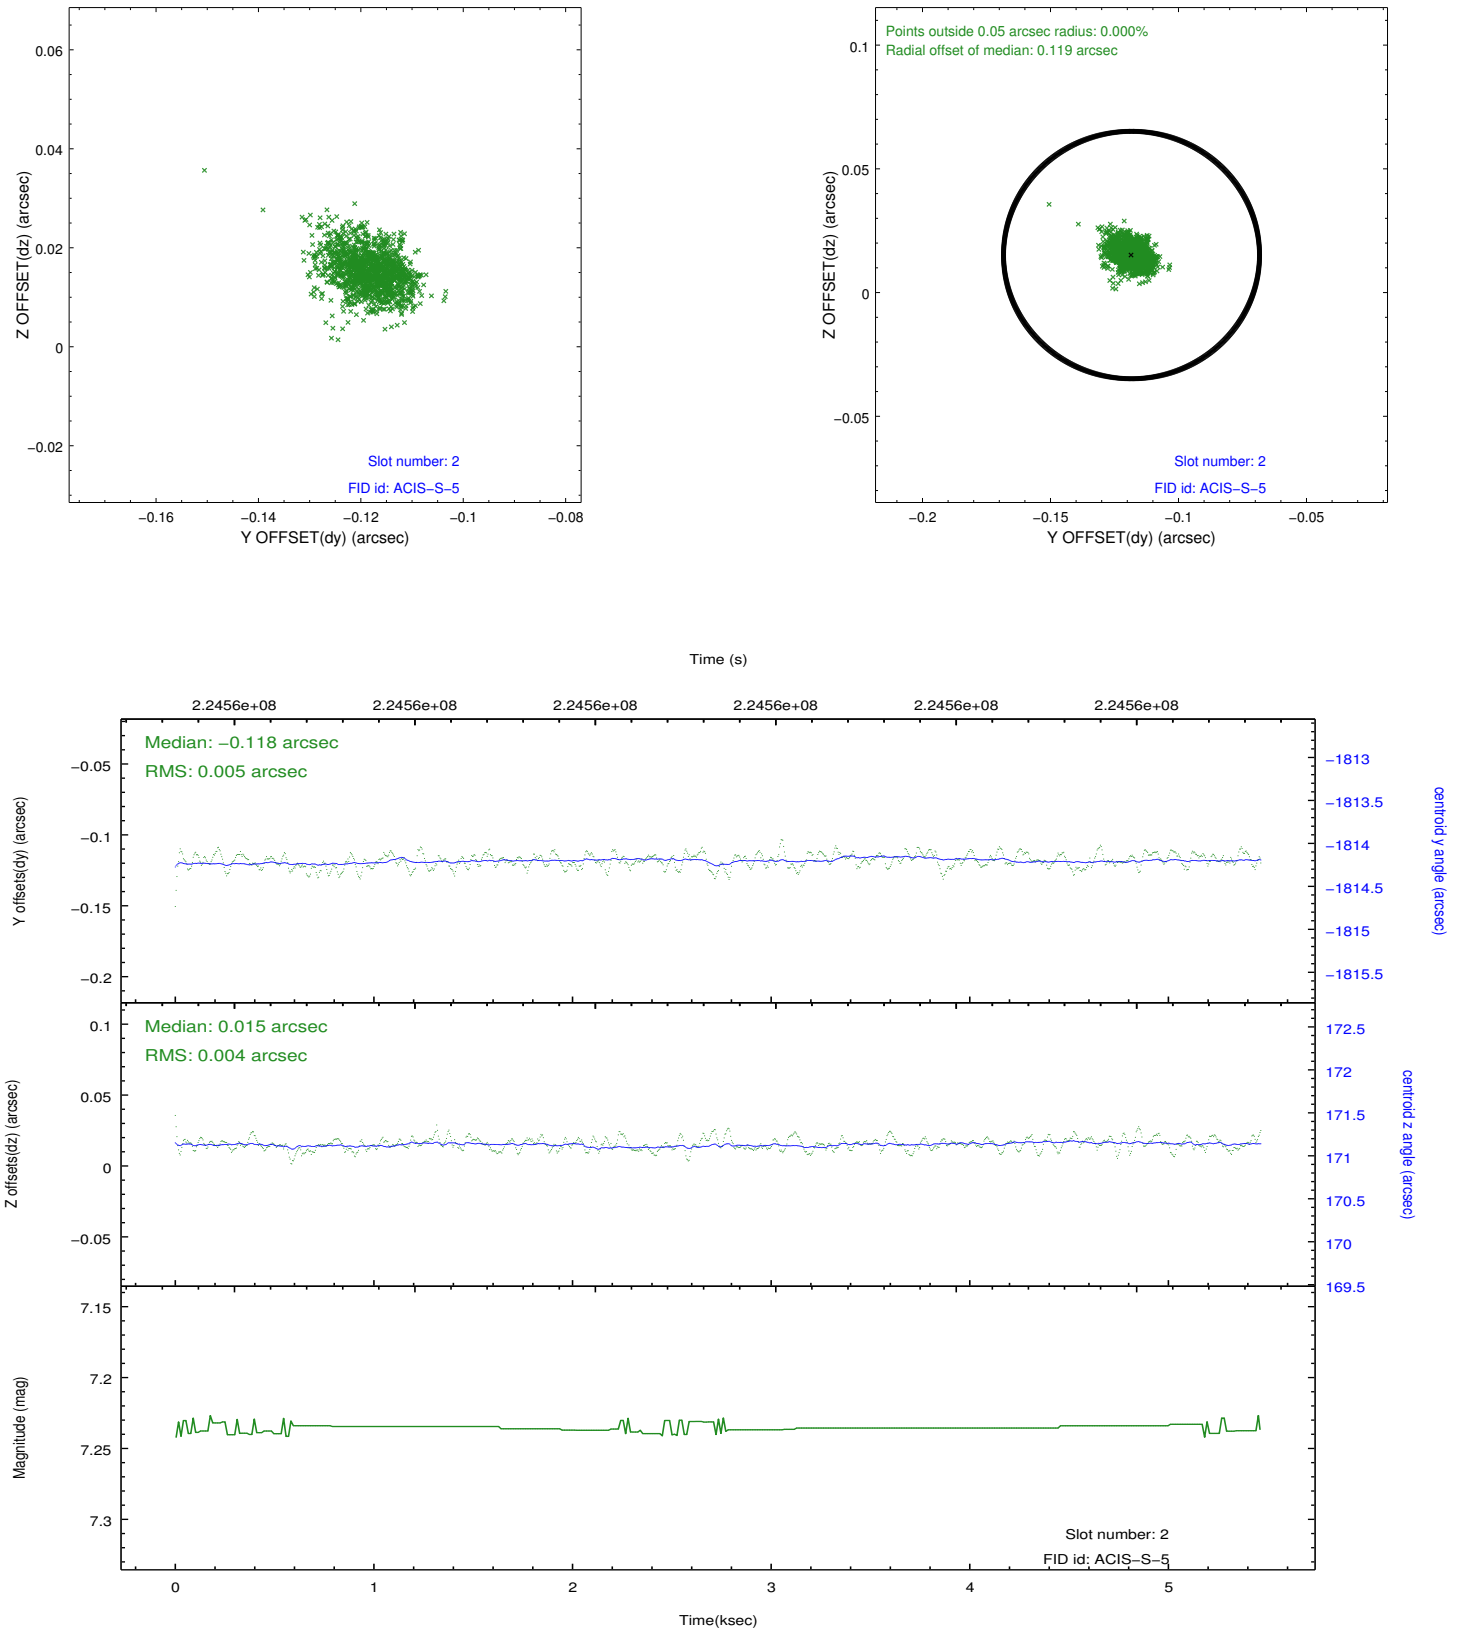 0.06
0.04
0.02
0
−0.02
Z OFFSET(dz) (arcsec)
Slot number: 2
FID id: ACIS−S−5
−0.16 −0.14 −0.12 −0.1 −0.08
Y OFFSET(dy) (arcsec)
Points outside 0.05 arcsec radius: 0.000%
Radial offset of median: 0.119 arcsec
0.1
0.05
0
−0.05
Z OFFSET(dz) (arcsec)
Slot number: 2
FID id: ACIS−S−5
−0.2 −0.15 −0.1 −0.05
Y OFFSET(dy) (arcsec)
Time (s)
2.2456e+08 2.2456e+08 2.2456e+08 2.2456e+08 2.2456e+08 2.2456e+08
Median: −0.118 arcsec
RMS: 0.005 arcsec
−0.05
−0.1
−0.15
−0.2
Y offsets(dy) (arcsec)
−1813
−1813.5
−1814
−1814.5
−1815
−1815.5
centroid y angle (arcsec)
Median: 0.015 arcsec
RMS: 0.004 arcsec
0.1
0.05
0
−0.05
Z offsets(dz) (arcsec)
172.5
172
171.5
171
170.5
170
169.5
centroid z angle (arcsec)
7.15
7.2
7.25
7.3
Magnitude (mag)
Slot number: 2
FID id: ACIS−S−5
0 1 2 3 4 5
Time(ksec)